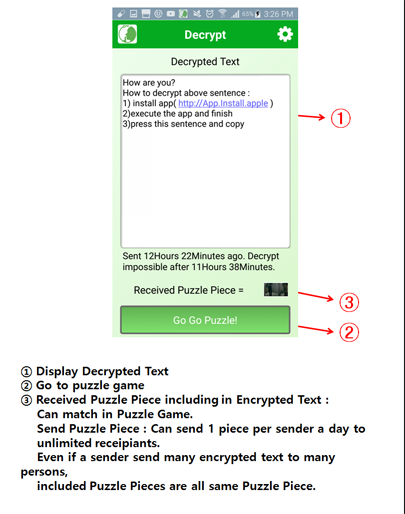 65% 3:26 PM
Decrypt
Decrypted Text
How are you?
How to decrypt above sentence :
1) install app( http://App.Install.apple )
2)execute the app and finish
3)press this sentence and copy
①
Sent 12Hours 22Minutes ago. Decrypt
impossible after 11Hours 38Minutes.
Received Puzzle Piece =
③
Go Go Puzzle!
②
① Display Decrypted Text
② Go to puzzle game
③ Received Puzzle Piece including in Encrypted Text :
Can match in Puzzle Game.
Send Puzzle Piece : Can send 1 piece per sender a day to
unlimited receipiants.
Even if a sender send many encrypted text to many
persons,
included Puzzle Pieces are all same Puzzle Piece.